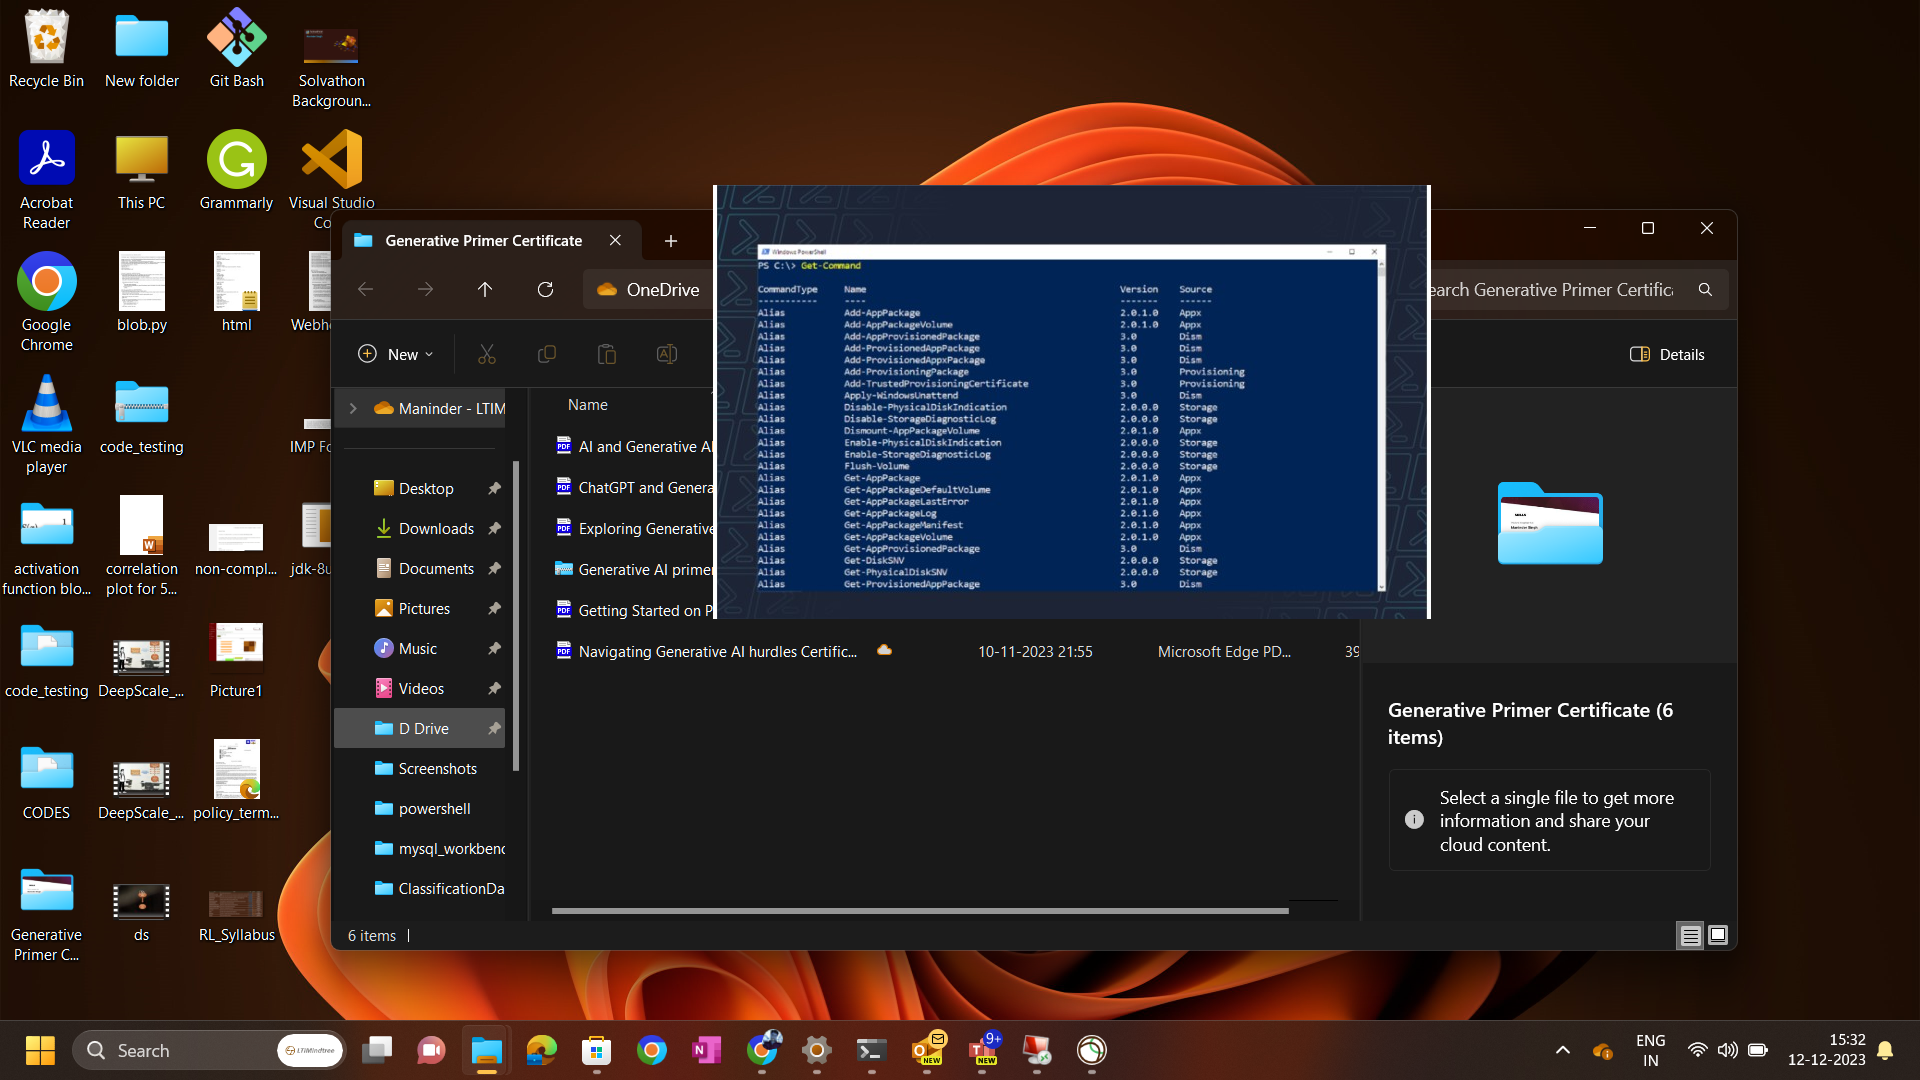 Recycle Bin
New folder
Git Bash
Solvathon
Backgroun...
Acrobat
Reader
This PC
Grammarly
Visual Studio
Co
Google
Chrome
blob.py
html
Webh
VLC media
player
code_testing
IMP Fo
activation
function blo...
correlation
plot for 5...
non-compl...
jdk-8u
code_testing
DeepScale_...
Picture1
CODES
DeepScale_...
policy_term...
Generative
Primer C...
ds
RL_Syllabus
Generative Primer Certificate
OneDrive
earch Generative Primer Certific
New
Details
Maninder - LTIM
Desktop
Downloads
Documents
Pictures
Music
Videos
D Drive
Screenshots
powershell
mysql_workbenc
ClassificationDa
Name
AI and Generative AI
ChatGPT and Genera
Exploring Generative
Generative AI primer
Getting Started on P
Navigating Generative AI hurdles Certific... 10-11-2023 21:55 Microsoft Edge PD... 39
Windows PowerShell
PS C:\> Get-Command
CommandType Name Version Source
----------- ---- ------- ------
Alias Add-AppPackage 2.0.1.0 Appx
Alias Add-AppPackageVolume 2.0.1.0 Appx
Alias Add-AppProvisionedPackage 3.0 Dism
Alias Add-ProvisionedAppPackage 3.0 Dism
Alias Add-ProvisionedAppxPackage 3.0 Dism
Alias Add-ProvisioningPackage 3.0 Provisioning
Alias Add-TrustedProvisioningCertificate 3.0 Provisioning
Alias Apply-WindowsUnattend 3.0 Dism
Alias Disable-PhysicalDiskIndication 2.0.0.0 Storage
Alias Disable-StorageDiagnosticLog 2.0.0.0 Storage
Alias Dismount-AppPackageVolume 2.0.1.0 Appx
Alias Enable-PhysicalDiskIndication 2.0.0.0 Storage
Alias Enable-StorageDiagnosticLog 2.0.0.0 Storage
Alias Flush-Volume 2.0.0.0 Storage
Alias Get-AppPackage 2.0.1.0 Appx
Alias Get-AppPackageDefaultVolume 2.0.1.0 Appx
Alias Get-AppPackageLastError 2.0.1.0 Appx
Alias Get-AppPackageLog 2.0.1.0 Appx
Alias Get-AppPackageManifest 2.0.1.0 Appx
Alias Get-AppPackageVolume 2.0.1.0 Appx
Alias Get-AppProvisionedPackage 3.0 Dism
Alias Get-DiskSNV 2.0.0.0 Storage
Alias Get-PhysicalDiskSNV 2.0.0.0 Storage
Alias Get-ProvisionedAppPackage 3.0 Dism
Generative Primer Certificate (6
items)
Select a single file to get more
information and share your
cloud content.
6 items
Search
LTIMindtree
NEW
9+
NEW
ENG
IN
15:32
12-12-2023